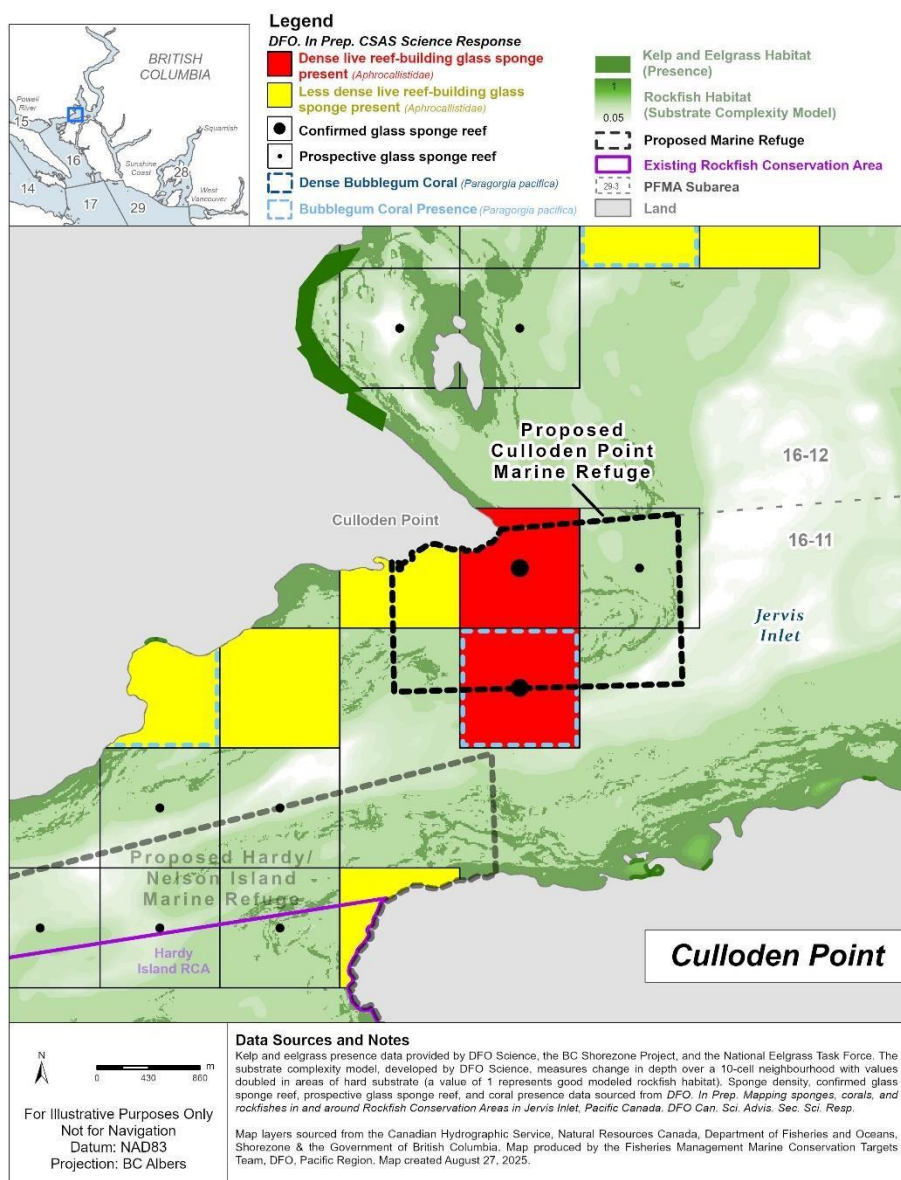 BRITISH
COLUMBIA
Powell
River
15
16
14
17
29
28
Squamish
Sunshine
Coast
West
Vancouver
Legend
DFO. In Prep. CSAS Science Response
Dense live reef-building glass sponge
present (Aphrocallistidae)
Less dense live reef-building glass
sponge present (Aphrocallistidae)
Confirmed glass sponge reef
Prospective glass sponge reef
Dense Bubblegum Coral (Paragorgia pacifica)
Bubblegum Coral Presence (Paragorgia pacifica)
Kelp and Eelgrass Habitat
(Presence)
1
0.05
Rockfish Habitat
(Substrate Complexity Model)
Proposed Marine Refuge
Existing Rockfish Conservation Area
29-3
PFMA Subarea
Land
Proposed
Culloden Point
Marine Refuge
16-12
Culloden Point
16-11
Jervis
Inlet
Proposed Hardy/
Nelson Island
Marine Refuge
Hardy
Island RCA
Culloden Point
N
m
0 430 860
For Illustrative Purposes Only
Not for Navigation
Datum: NAD83
Projection: BC Albers
Data Sources and Notes
Kelp and eelgrass presence data provided by DFO Science, the BC Shorezone Project, and the National Eelgrass Task Force. The
substrate complexity model, developed by DFO Science, measures change in depth over a 10-cell neighbourhood with values
doubled in areas of hard substrate (a value of 1 represents good modeled rockfish habitat). Sponge density, confirmed glass
sponge reef, prospective glass sponge reef, and coral presence data sourced from DFO. In Prep. Mapping sponges, corals, and
rockfishes in and around Rockfish Conservation Areas in Jervis Inlet, Pacific Canada. DFO Can. Sci. Advis. Sec. Sci. Resp.
Map layers sourced from the Canadian Hydrographic Service, Natural Resources Canada, Department of Fisheries and Oceans,
Shorezone & the Government of British Columbia. Map produced by the Fisheries Management Marine Conservation Targets
Team, DFO, Pacific Region. Map created August 27, 2025.